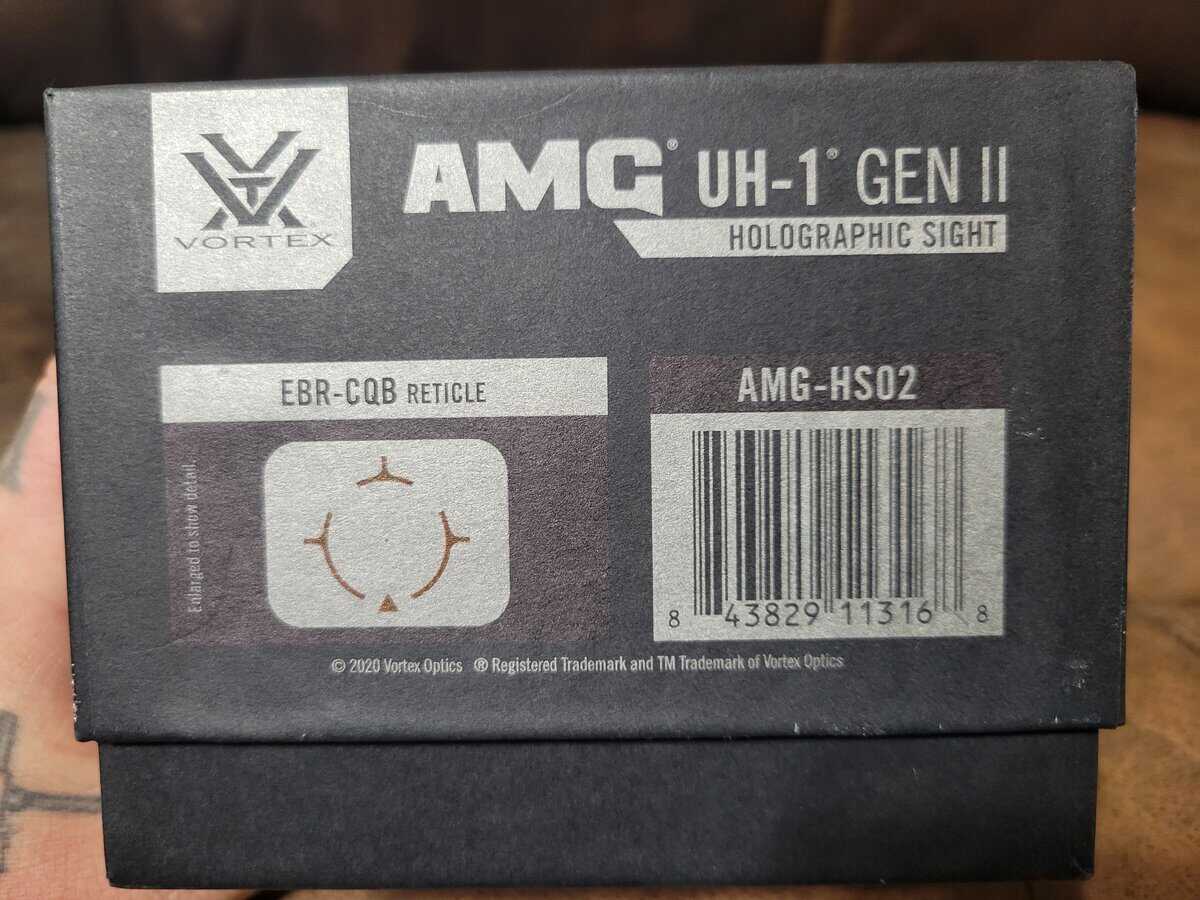 VORTEX
AMG® UH-1® GEN II
HOLOGRAPHIC SIGHT
EBR-CQB RETICLE
Enlarged to show detail.
AMG-HS02
8 43829 11316 8
© 2020 Vortex Optics ® Registered Trademark and TM Trademark of Vortex Optics